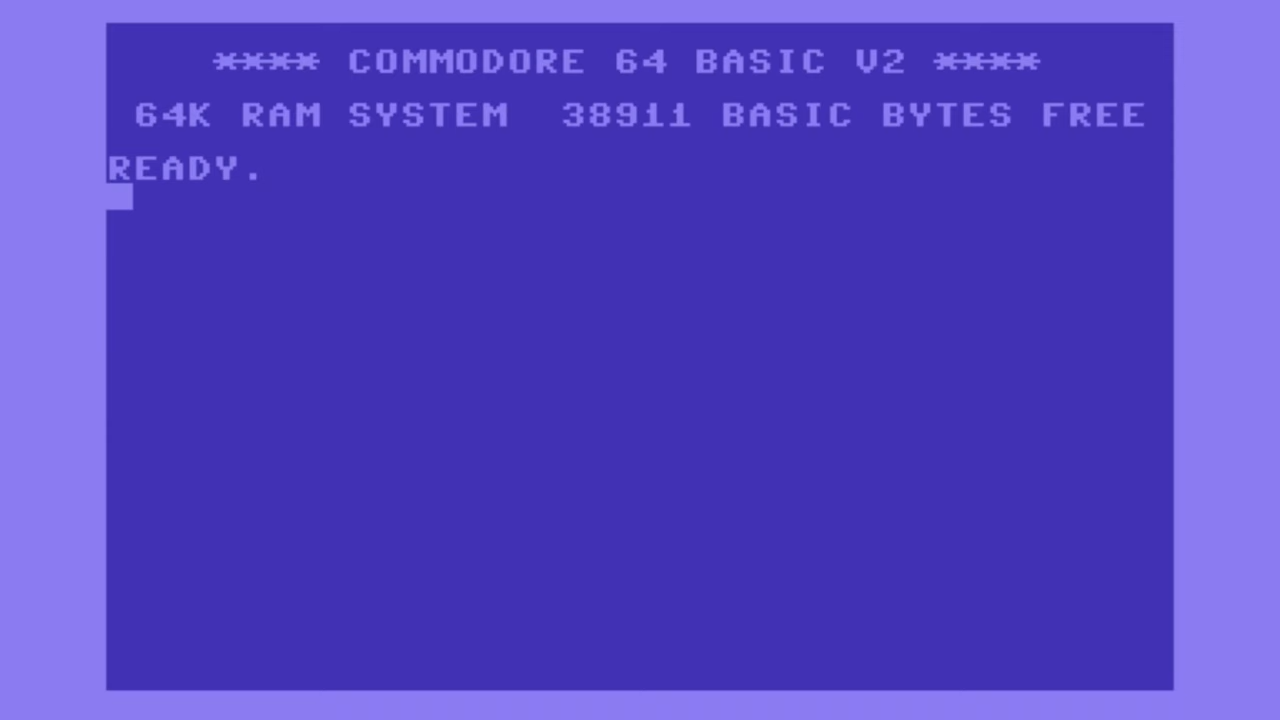 **** COMMODORE 64 BASIC V2 ****
64K RAM SYSTEM  38911 BASIC BYTES FREE
READY.